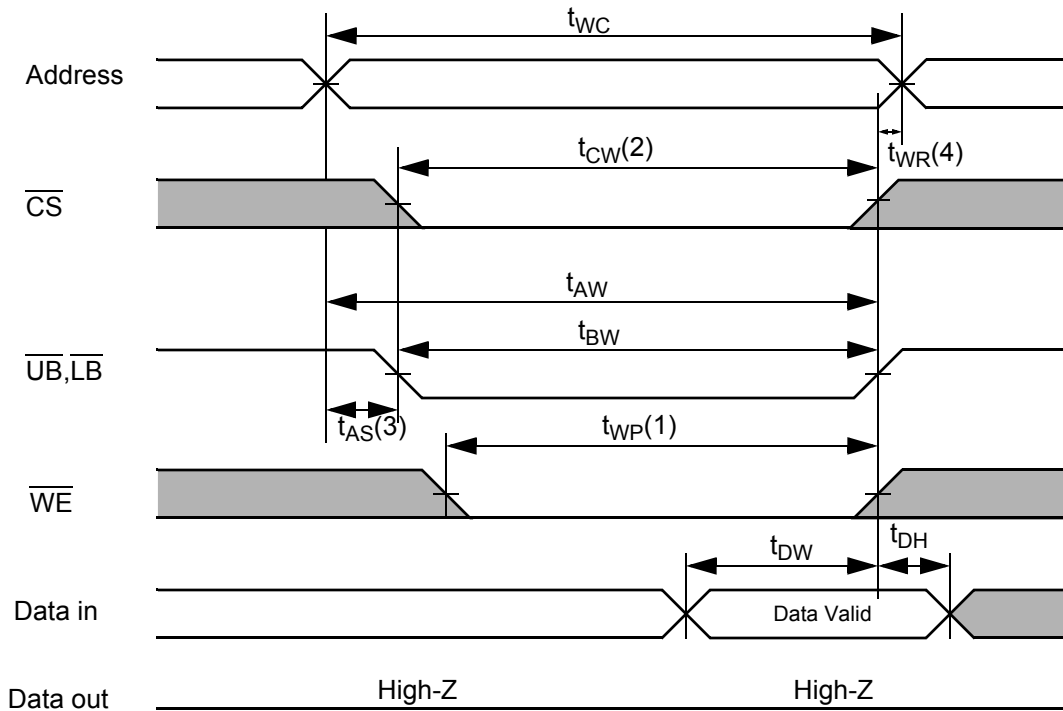 tWC
Address
tCW(2)
tWR(4)
CS
tAW
tBW
UB,LB
tAS(3)
tWP(1)
WE
tDW
tDH
Data in
Data Valid
Data out
High-Z
High-Z